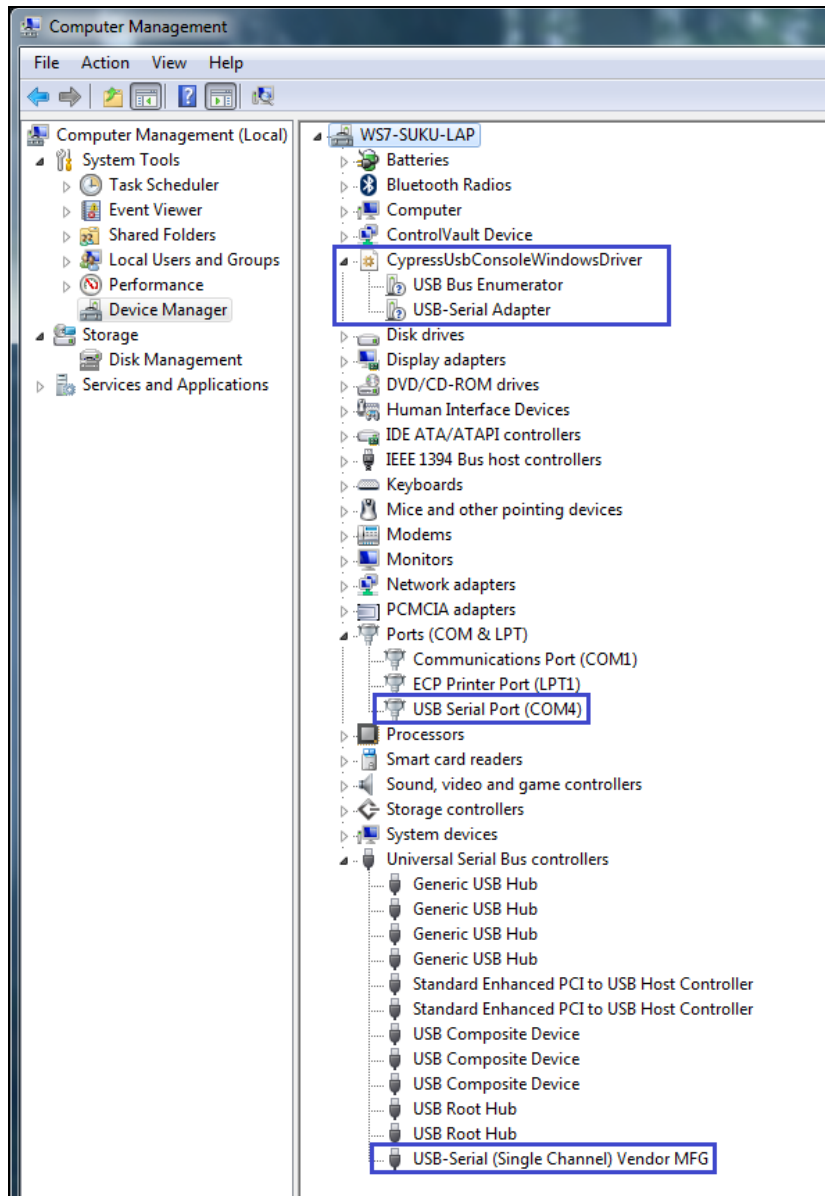 Computer Management
File Action View Help
Computer Management (Local)
System Tools
Task Scheduler
Event Viewer
Shared Folders
Local Users and Groups
Performance
Device Manager
Storage
Disk Management
Services and Applications
WS7-SUKU-LAP
Batteries
Bluetooth Radios
Computer
ControlVault Device
CypressUsbConsoleWindowsDriver
USB Bus Enumerator
USB-Serial Adapter
Disk drives
Display adapters
DVD/CD-ROM drives
Human Interface Devices
IDE ATA/ATAPI controllers
IEEE 1394 Bus host controllers
Keyboards
Mice and other pointing devices
Modems
Monitors
Network adapters
PCMCIA adapters
Ports (COM & LPT)
Communications Port (COM1)
ECP Printer Port (LPT1)
USB Serial Port (COM4)
Processors
Smart card readers
Sound, video and game controllers
Storage controllers
System devices
Universal Serial Bus controllers
Generic USB Hub
Generic USB Hub
Generic USB Hub
Generic USB Hub
Standard Enhanced PCI to USB Host Controller
Standard Enhanced PCI to USB Host Controller
USB Composite Device
USB Composite Device
USB Composite Device
USB Root Hub
USB Root Hub
USB-Serial (Single Channel) Vendor MFG